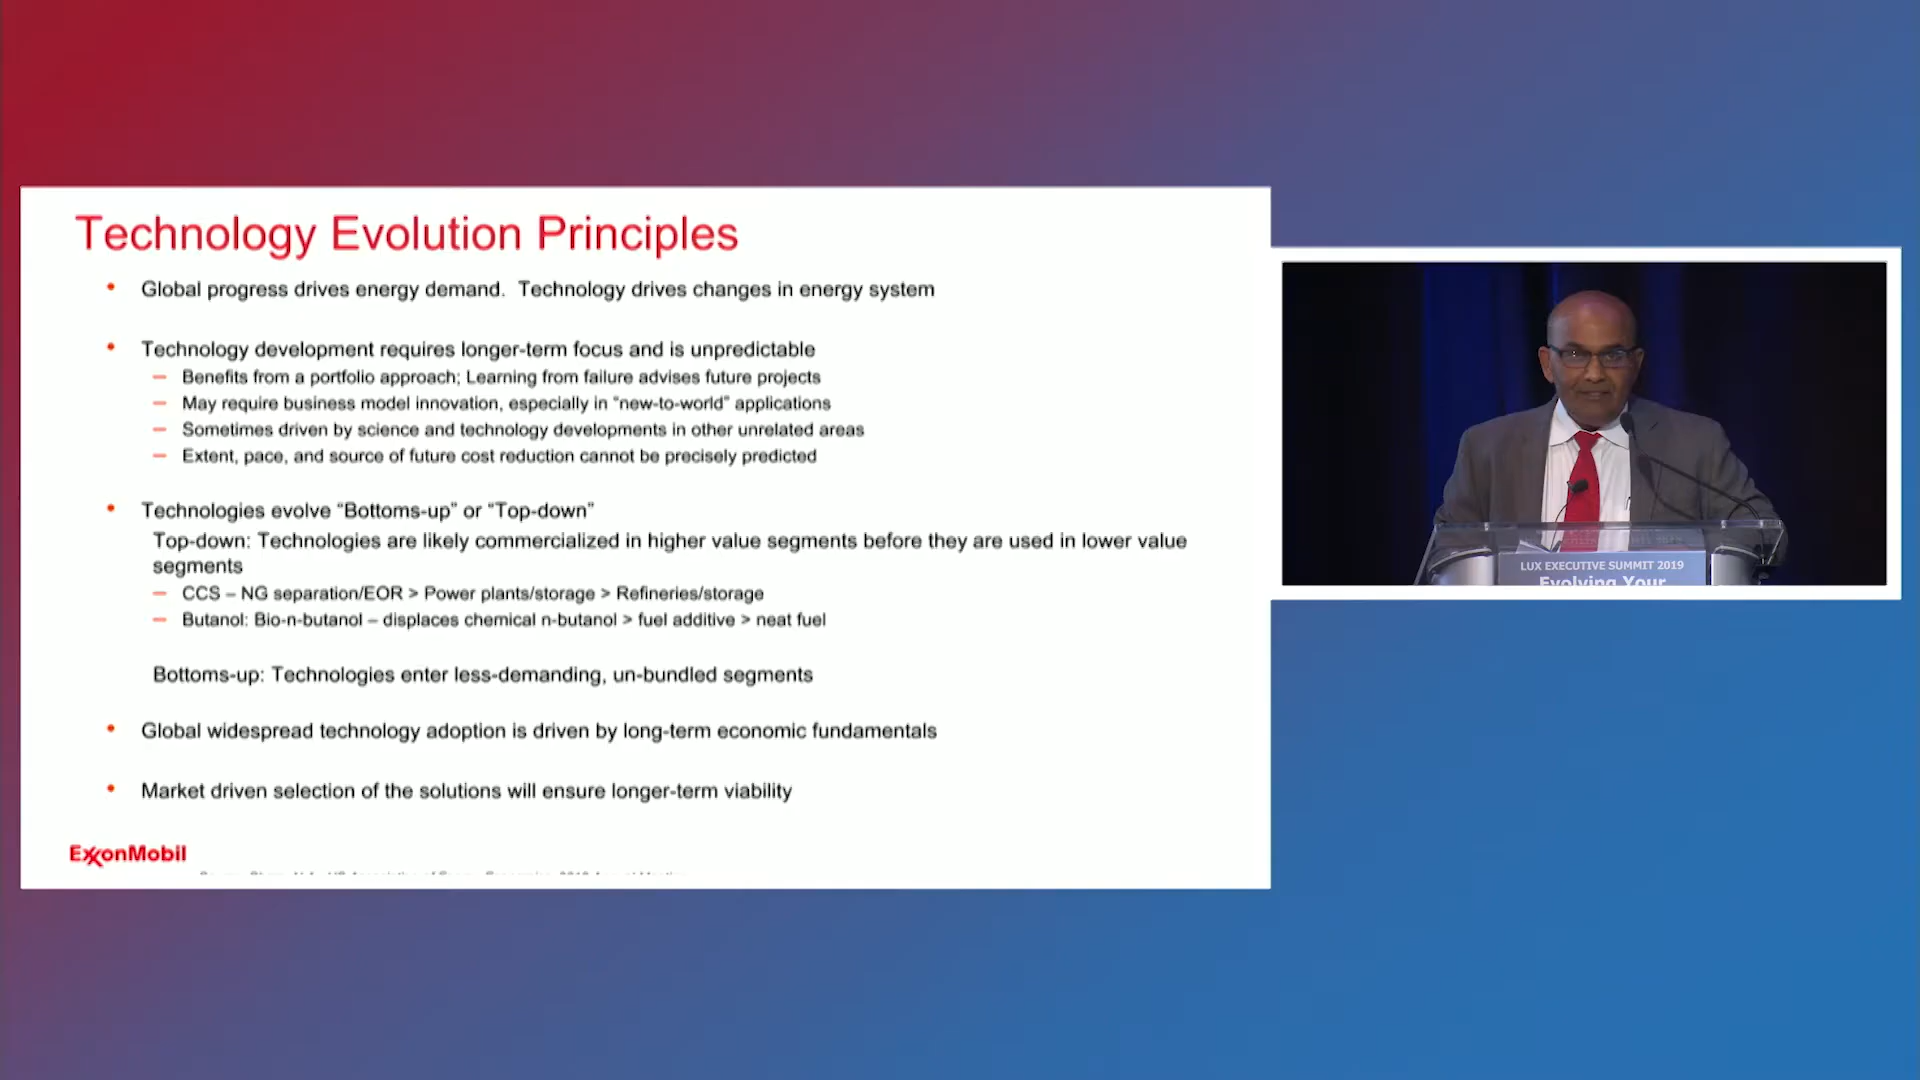 Technology Evolution Principles
• Global progress drives energy demand.  Technology drives changes in energy system
• Technology development requires longer-term focus and is unpredictable
– Benefits from a portfolio approach; Learning from failure advises future projects
– May require business model innovation, especially in “new-to-world” applications
– Sometimes driven by science and technology developments in other unrelated areas
– Extent, pace, and source of future cost reduction cannot be precisely predicted
• Technologies evolve “Bottoms-up” or “Top-down”
Top-down: Technologies are likely commercialized in higher value segments before they are used in lower value
segments
– CCS – NG separation/EOR > Power plants/storage > Refineries/storage
– Butanol: Bio-n-butanol – displaces chemical n-butanol > fuel additive > neat fuel
Bottoms-up: Technologies enter less-demanding, un-bundled segments
• Global widespread technology adoption is driven by long-term economic fundamentals
• Market driven selection of the solutions will ensure longer-term viability
ExxonMobil
LUX EXECUTIVE SUMMIT 2019
Evolving Your